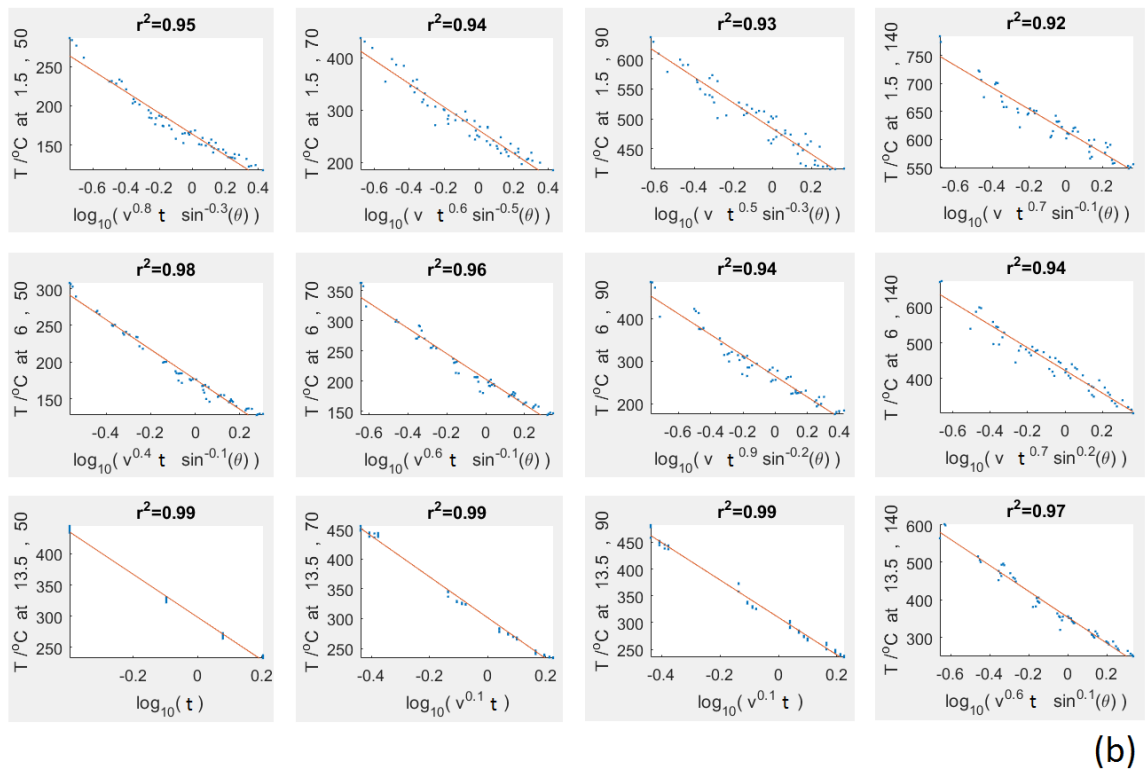 r²=0.95
T /⁰C at 1.5 , 50
250
200
150
-0.6 -0.4 -0.2 0 0.2 0.4
log₁₀( v^0.8 t sin^-0.3(θ) )
r²=0.94
T /⁰C at 1.5 , 70
400
300
200
-0.6 -0.4 -0.2 0 0.2 0.4
log₁₀( v t^0.6 sin^-0.5(θ) )
r²=0.93
T /⁰C at 1.5 , 90
600
550
500
450
-0.6 -0.4 -0.2 0 0.2
log₁₀( v t^0.5 sin^-0.3(θ) )
r²=0.92
T /⁰C at 1.5 , 140
750
700
650
600
550
-0.6 -0.4 -0.2 0 0.2
log₁₀( v t^0.7 sin^-0.1(θ) )
r²=0.98
T /⁰C at 6 , 50
300
250
200
150
-0.4 -0.2 0 0.2
log₁₀( v^0.4 t sin^-0.1(θ) )
r²=0.96
T /⁰C at 6 , 70
350
300
250
200
150
-0.6 -0.4 -0.2 0 0.2
log₁₀( v^0.6 t sin^-0.1(θ) )
r²=0.94
T /⁰C at 6 , 90
400
300
200
-0.6 -0.4 -0.2 0 0.2 0.4
log₁₀( v t^0.9 sin^-0.2(θ) )
r²=0.94
T /⁰C at 6 , 140
600
500
400
-0.6 -0.4 -0.2 0 0.2
log₁₀( v t^0.7 sin^0.2(θ) )
r²=0.99
T /⁰C at 13.5 , 50
400
350
300
250
-0.4 -0.2 0 0.2
log₁₀( t )
r²=0.99
T /⁰C at 13.5 , 70
450
400
350
300
250
-0.4 -0.2 0 0.2
log₁₀( v^0.1 t )
r²=0.99
T /⁰C at 13.5 , 90
450
400
350
300
250
-0.4 -0.2 0 0.2
log₁₀( v^0.1 t )
r²=0.97
T /⁰C at 13.5 , 140
600
500
400
300
-0.6 -0.4 -0.2 0 0.2
log₁₀( v^0.6 t sin^0.1(θ) )
(b)